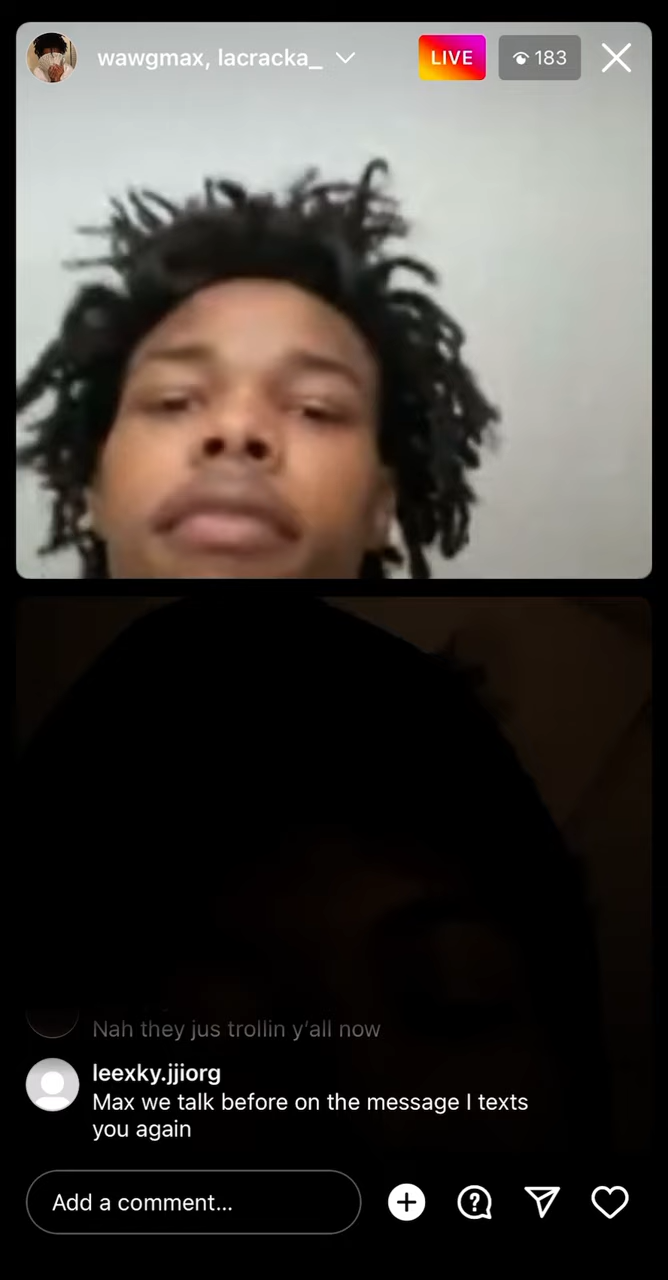 wawgmax, lacracka_
LIVE
183
Nah they jus trollin y'all now
leexky.jjiorg
Max we talk before on the message I texts
you again
Add a comment...